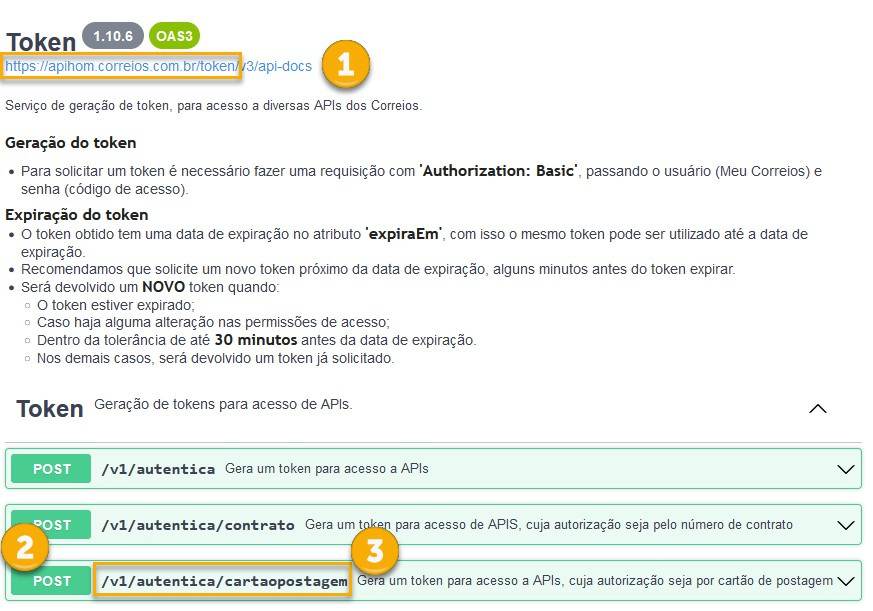 Token 1.10.6 OAS3
https://apihom.correios.com.br/token/v3/api-docs 1
Serviço de geração de token, para acesso a diversas APIs dos Correios.
Geração do token
• Para solicitar um token é necessário fazer uma requisição com 'Authorization: Basic', passando o usuário (Meu Correios) e
senha (código de acesso).
Expiração do token
• O token obtido tem uma data de expiração no atributo 'expiraEm', com isso o mesmo token pode ser utilizado até a data de
expiração.
• Recomendamos que solicite um novo token próximo da data de expiração, alguns minutos antes do token expirar.
• Será devolvido um NOVO token quando:
○ O token estiver expirado;
○ Caso haja alguma alteração nas permissões de acesso;
○ Dentro da tolerância de até 30 minutos antes da data de expiração.
○ Nos demais casos, será devolvido um token já solicitado.
Token Geração de tokens para acesso de APIs.
POST /v1/autentica Gera um token para acesso a APIs
POST /v1/autentica/contrato Gera um token para acesso de APIS, cuja autorização seja pelo número de contrato
2 3
POST /v1/autentica/cartaopostagem Gera um token para acesso a APIs, cuja autorização seja por cartão de postagem